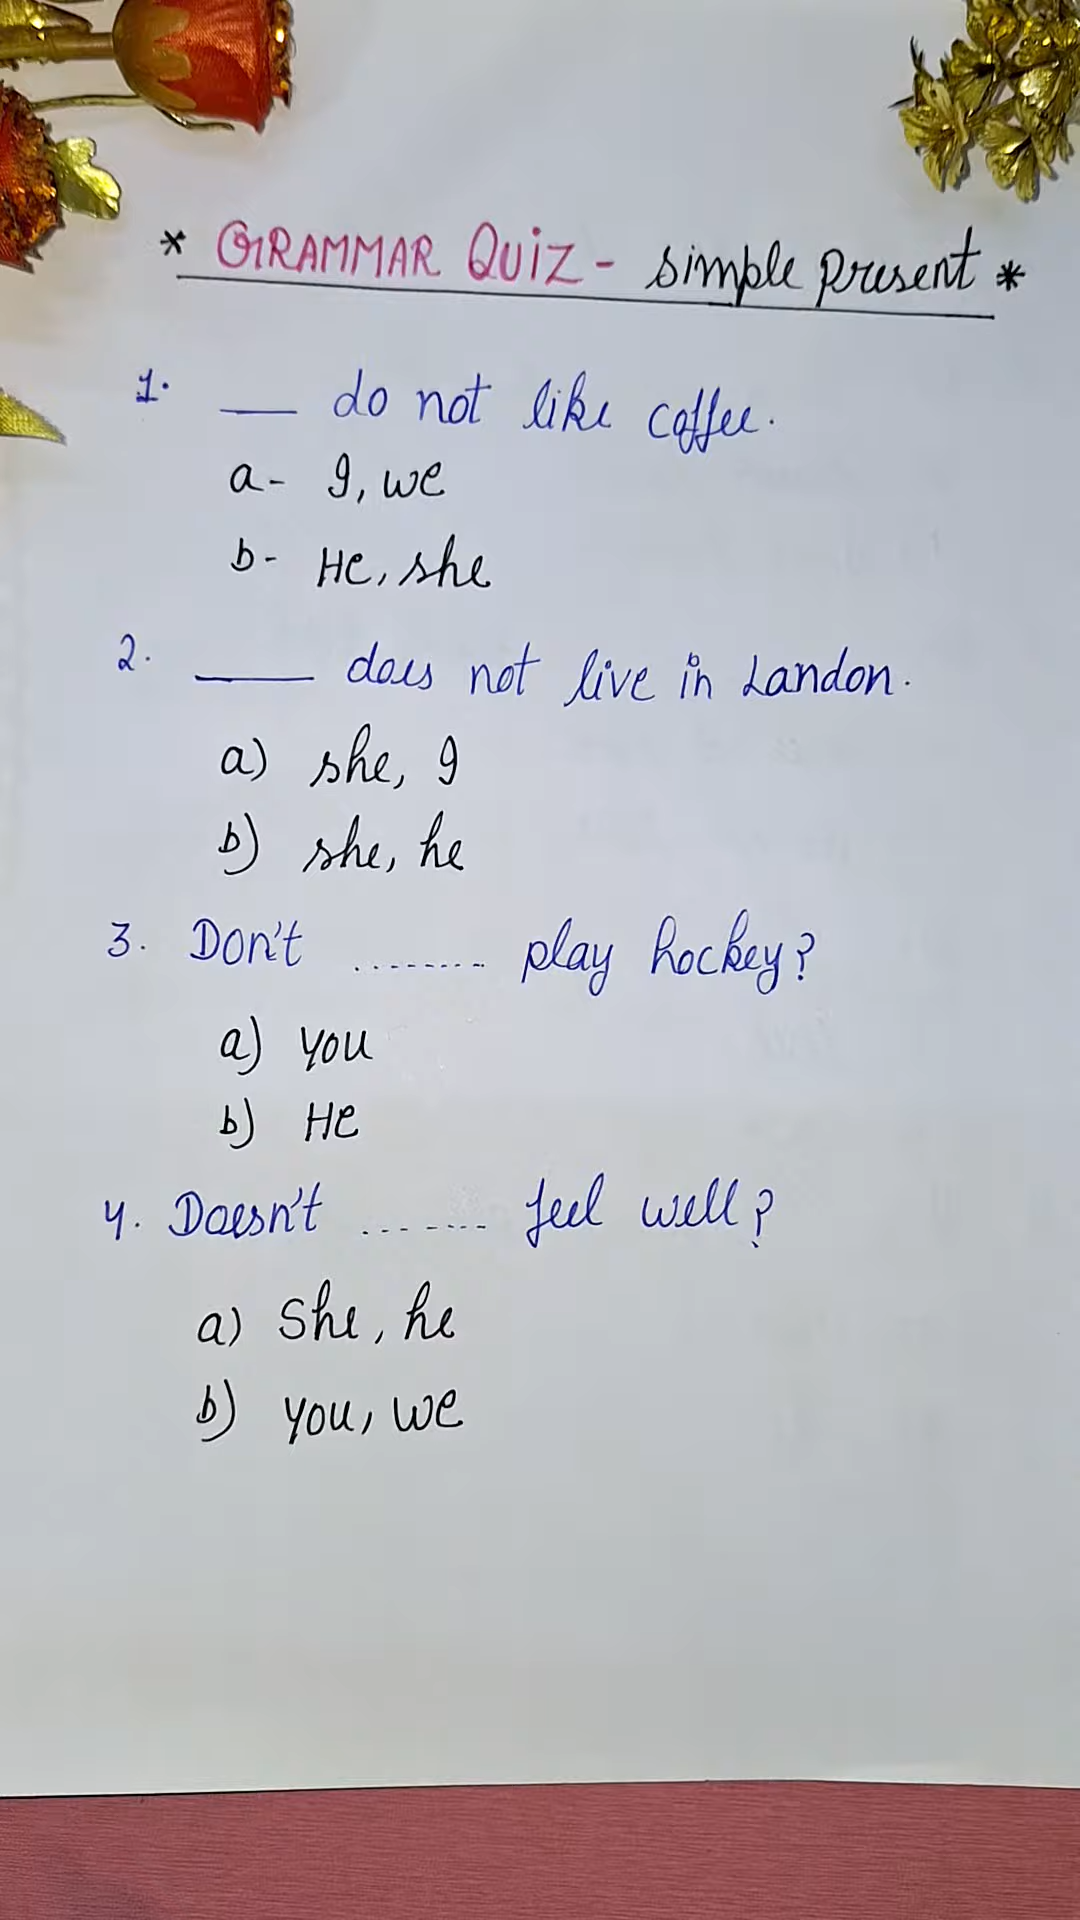 * GRAMMAR QUIZ - simple present *
1. ___ do not like coffee.
a- I, we
b- He, she
2. ___ does not live in Landon.
a) she, I
b) she, he
3. Don't ........ play hockey?
a) you
b) He
4. Doesn't ....... feel well?
a) She, he
b) you, we